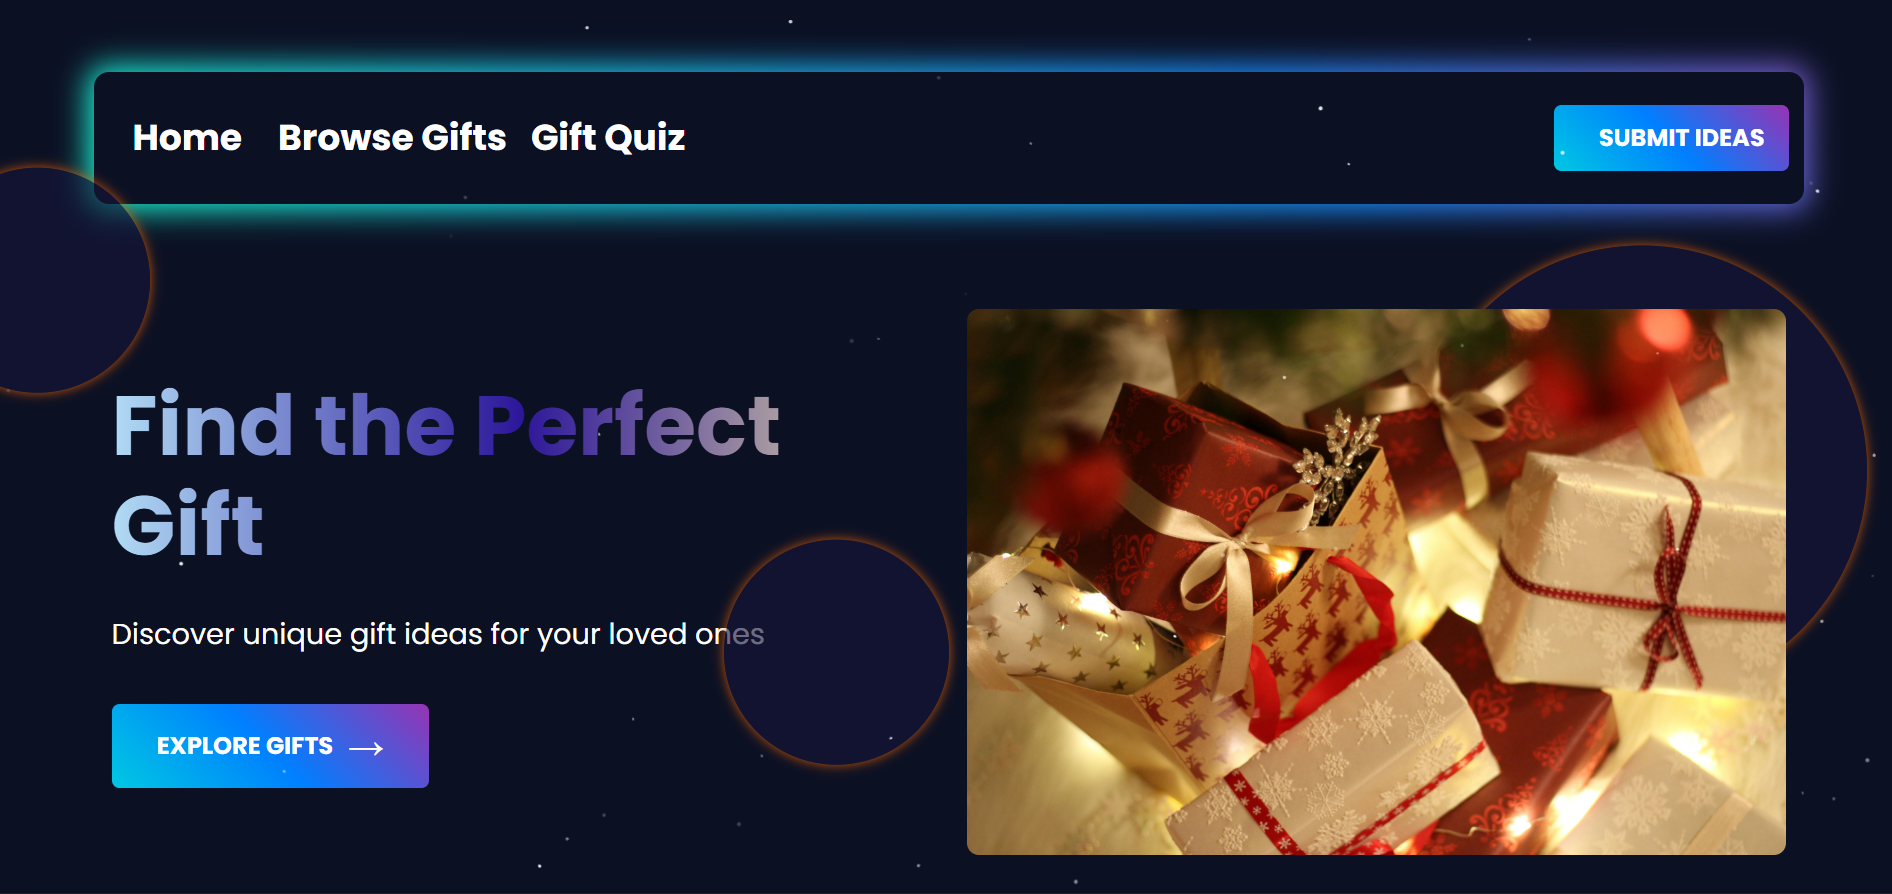 Home Browse Gifts Gift Quiz SUBMIT IDEAS
Find the Perfect
Gift
Discover unique gift ideas for your loved ones
EXPLORE GIFTS →